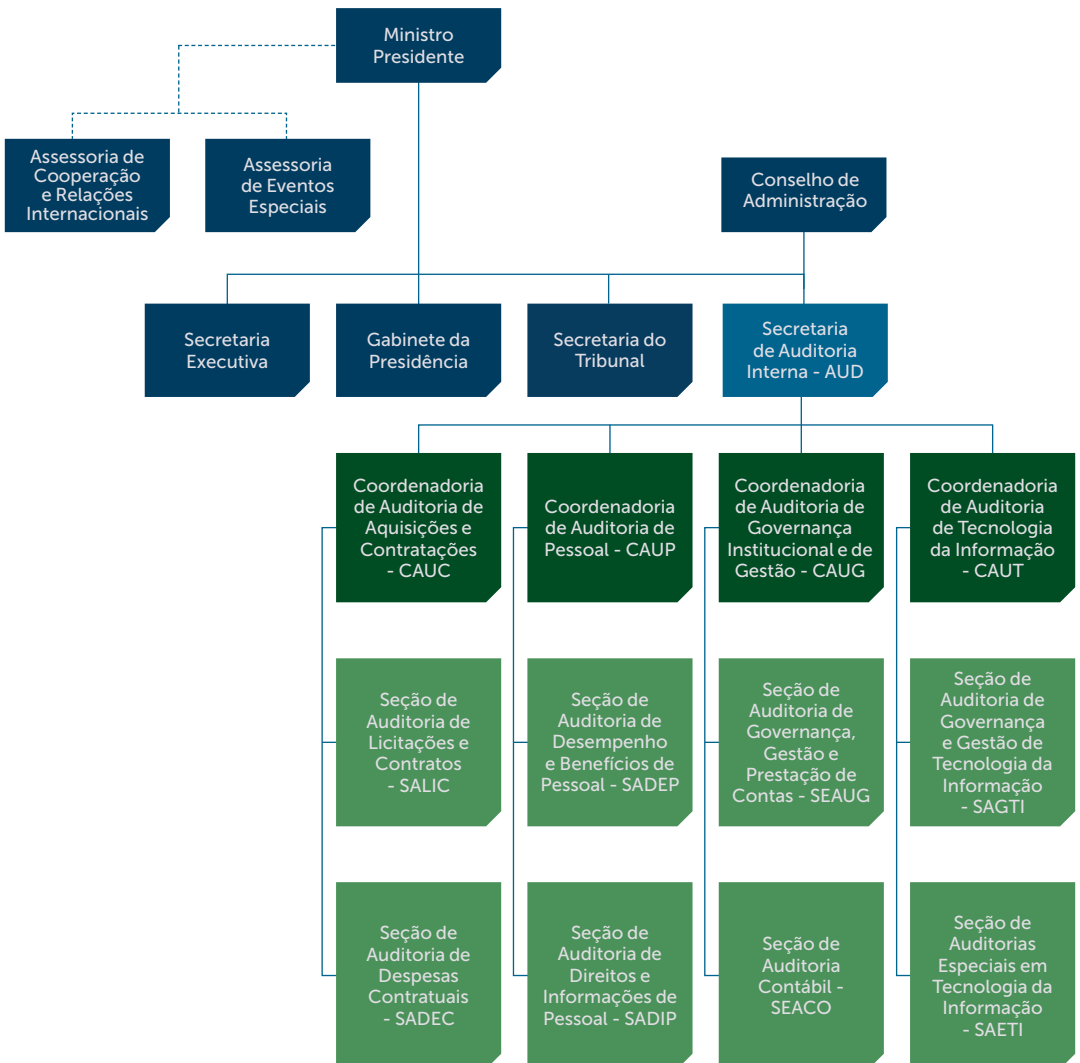 Ministro
Presidente
Assessoria de
Cooperação
e Relações
Internacionais
Assessoria
de Eventos
Especiais
Conselho de
Administração
Secretaria
Executiva
Gabinete da
Presidência
Secretaria do
Tribunal
Secretaria
de Auditoria
Interna - AUD
Coordenadoria
de Auditoria de
Aquisições e
Contratações
- CAUC
Coordenadoria
de Auditoria de
Pessoal - CAUP
Coordenadoria
de Auditoria de
Governança
Institucional e de
Gestão - CAUG
Coordenadoria
de Auditoria
de Tecnologia
da Informação
- CAUT
Seção de
Auditoria de
Licitações e
Contratos
- SALIC
Seção de
Auditoria de
Desempenho
e Benefícios de
Pessoal - SADEP
Seção de
Auditoria de
Governança,
Gestão e
Prestação de
Contas - SEAUG
Seção de
Auditoria de
Governança
e Gestão de
Tecnologia da
Informação
- SAGTI
Seção de
Auditoria de
Despesas
Contratuais
- SADEC
Seção de
Auditoria de
Direitos e
Informações de
Pessoal - SADIP
Seção de
Auditoria
Contábil -
SEACO
Seção de
Auditorias
Especiais em
Tecnologia da
Informação
- SAETI